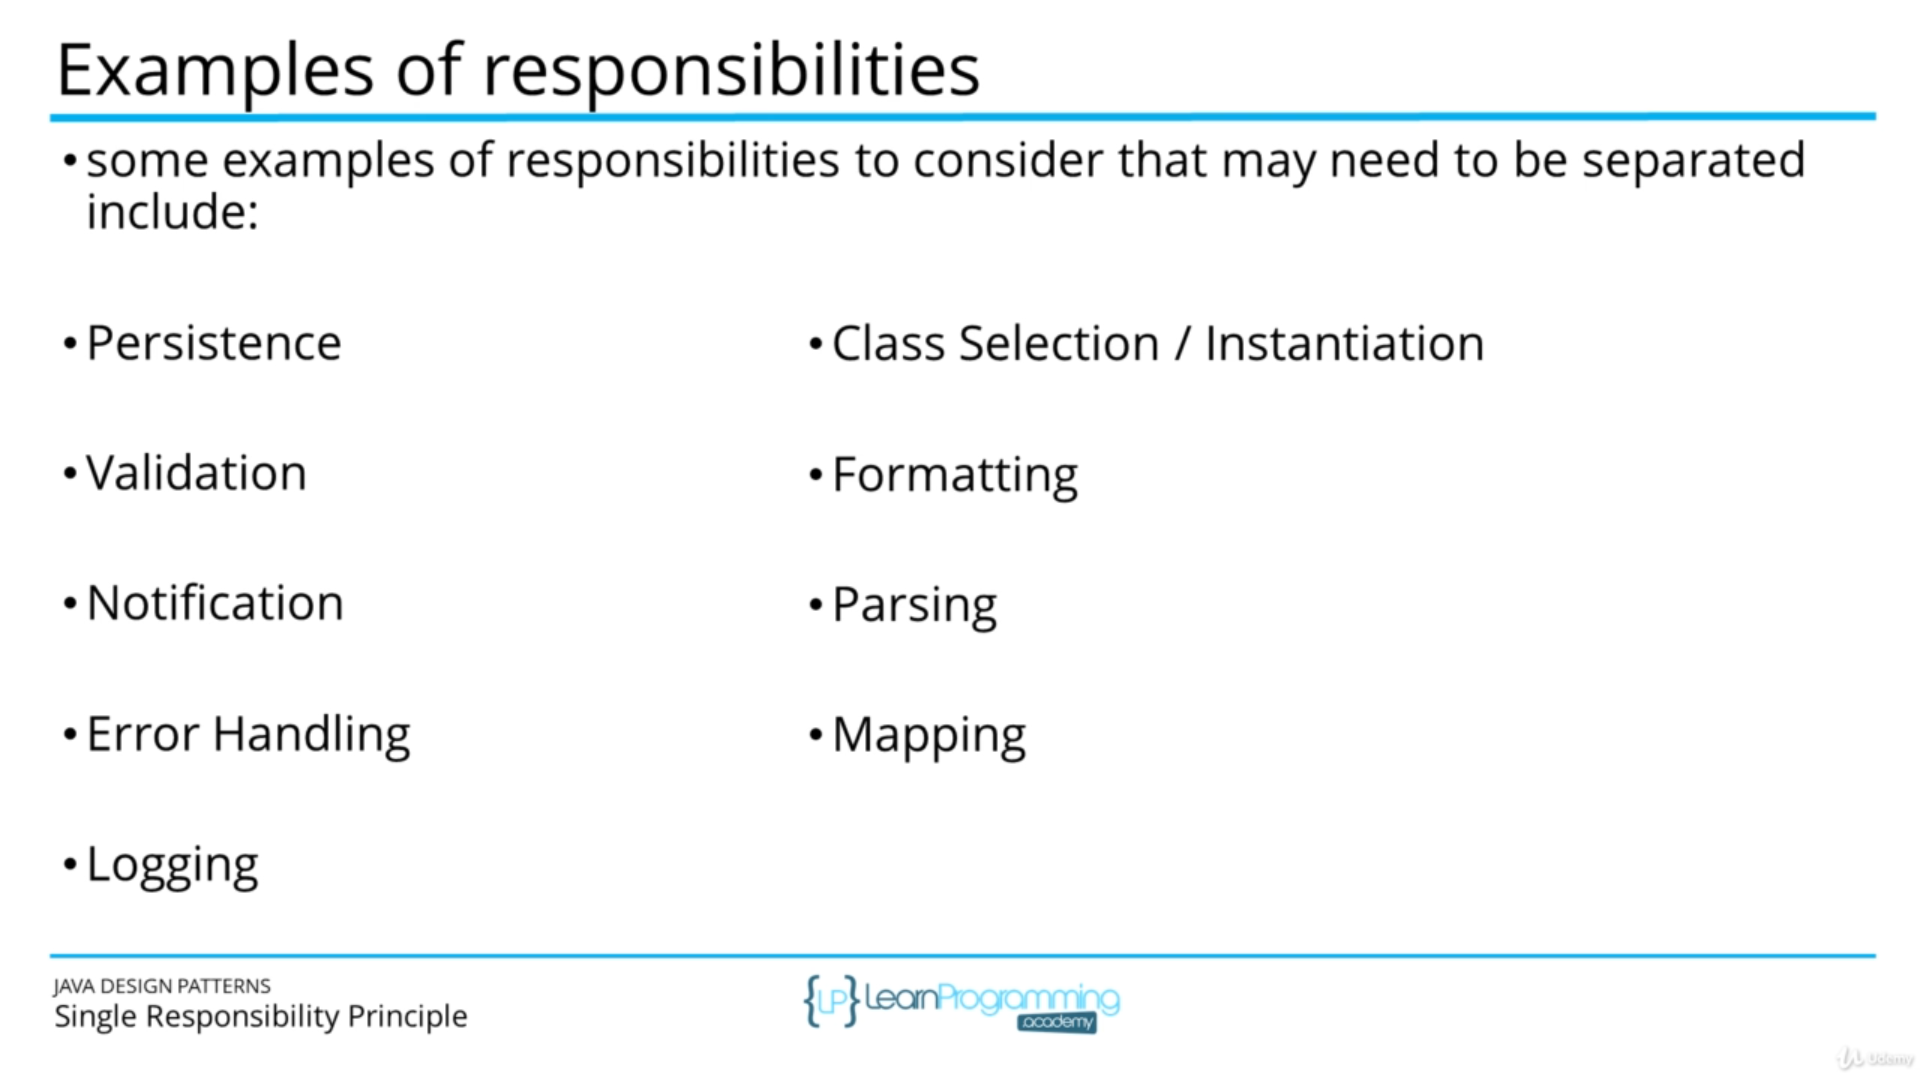 Examples of responsibilities
• some examples of responsibilities to consider that may need to be separated
include:
• Persistence
• Validation
• Notification
• Error Handling
• Logging
• Class Selection / Instantiation
• Formatting
• Parsing
• Mapping
JAVA DESIGN PATTERNS
Single Responsibility Principle
{LP} LearnProgramming
academy
Udemy